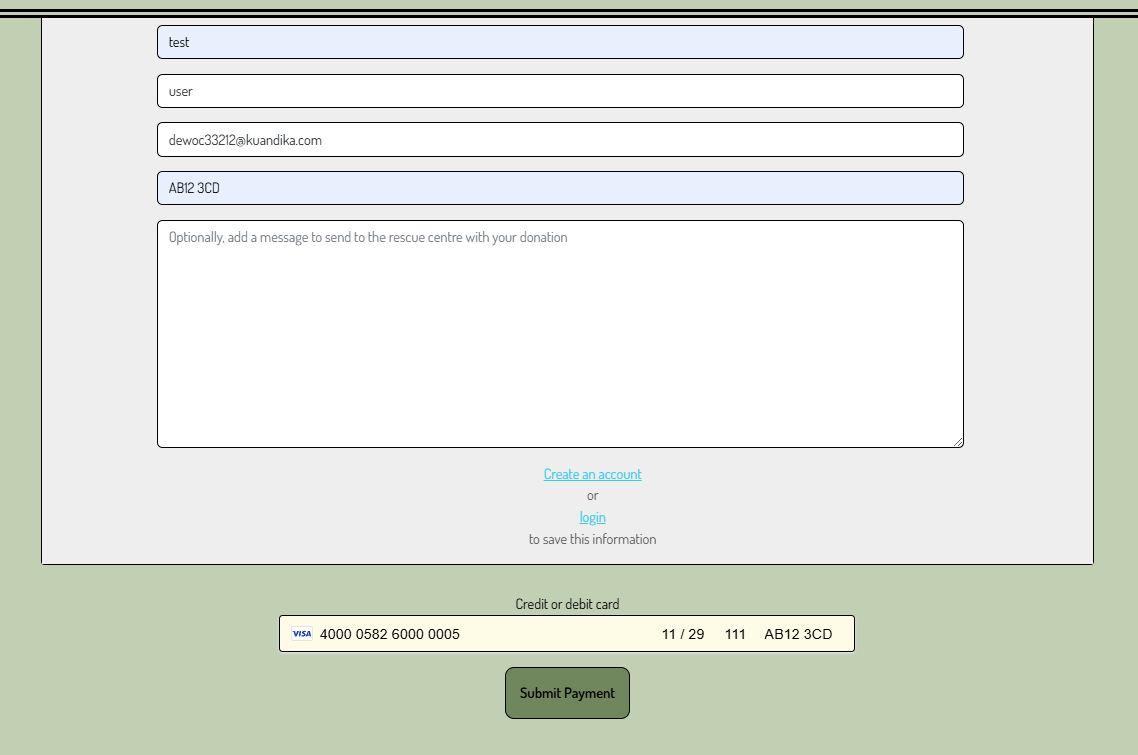 test
user
dewoc33212@kuandika.com
AB12 3CD
Optionally, add a message to send to the rescue centre with your donation
Create an account
or
login
to save this information
Credit or debit card
VISA 4000 0582 6000 0005 11 / 29 111 AB12 3CD
Submit Payment